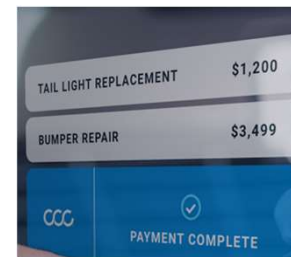 TAIL LIGHT REPLACEMENT $1,200
BUMPER REPAIR $3,499
CCC
PAYMENT COMPLETE